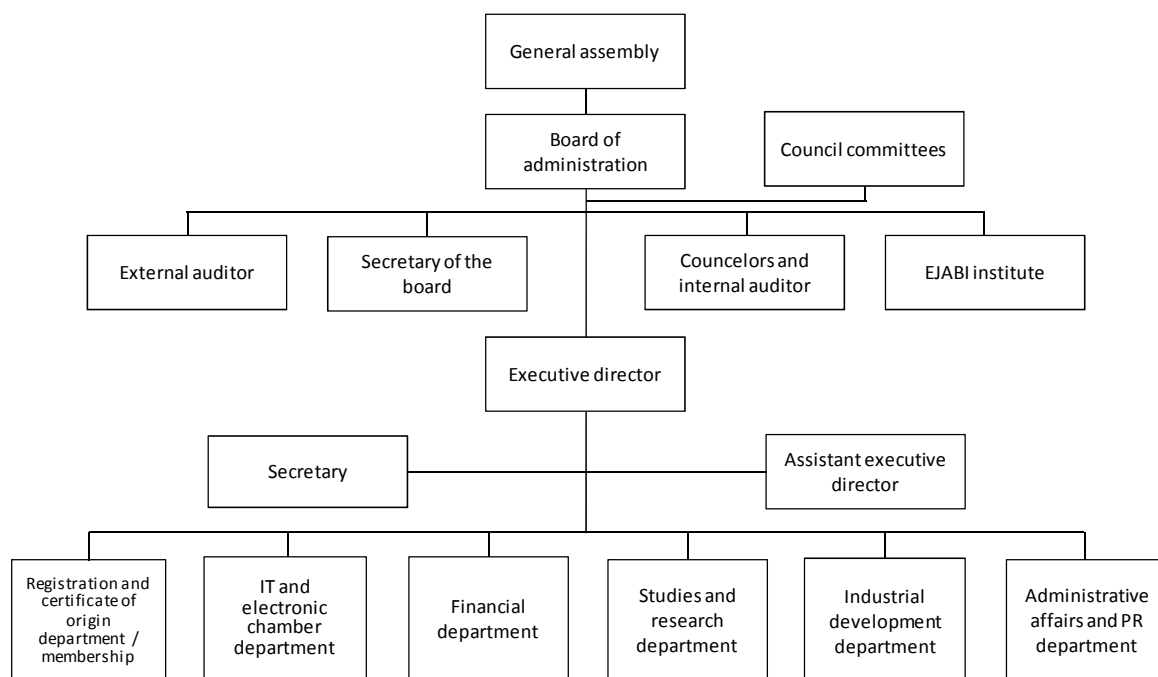 General assembly
Board of
administration
Council committees
External auditor
Secretary of the
board
Councelors and
internal auditor
EJABI institute
Executive director
Secretary
Assistant executive
director
Registration and
certificate of
origin
department /
membership
IT and
electronic
chamber
department
Financial
department
Studies and
research
department
Industrial
development
department
Administrative
affairs and PR
department